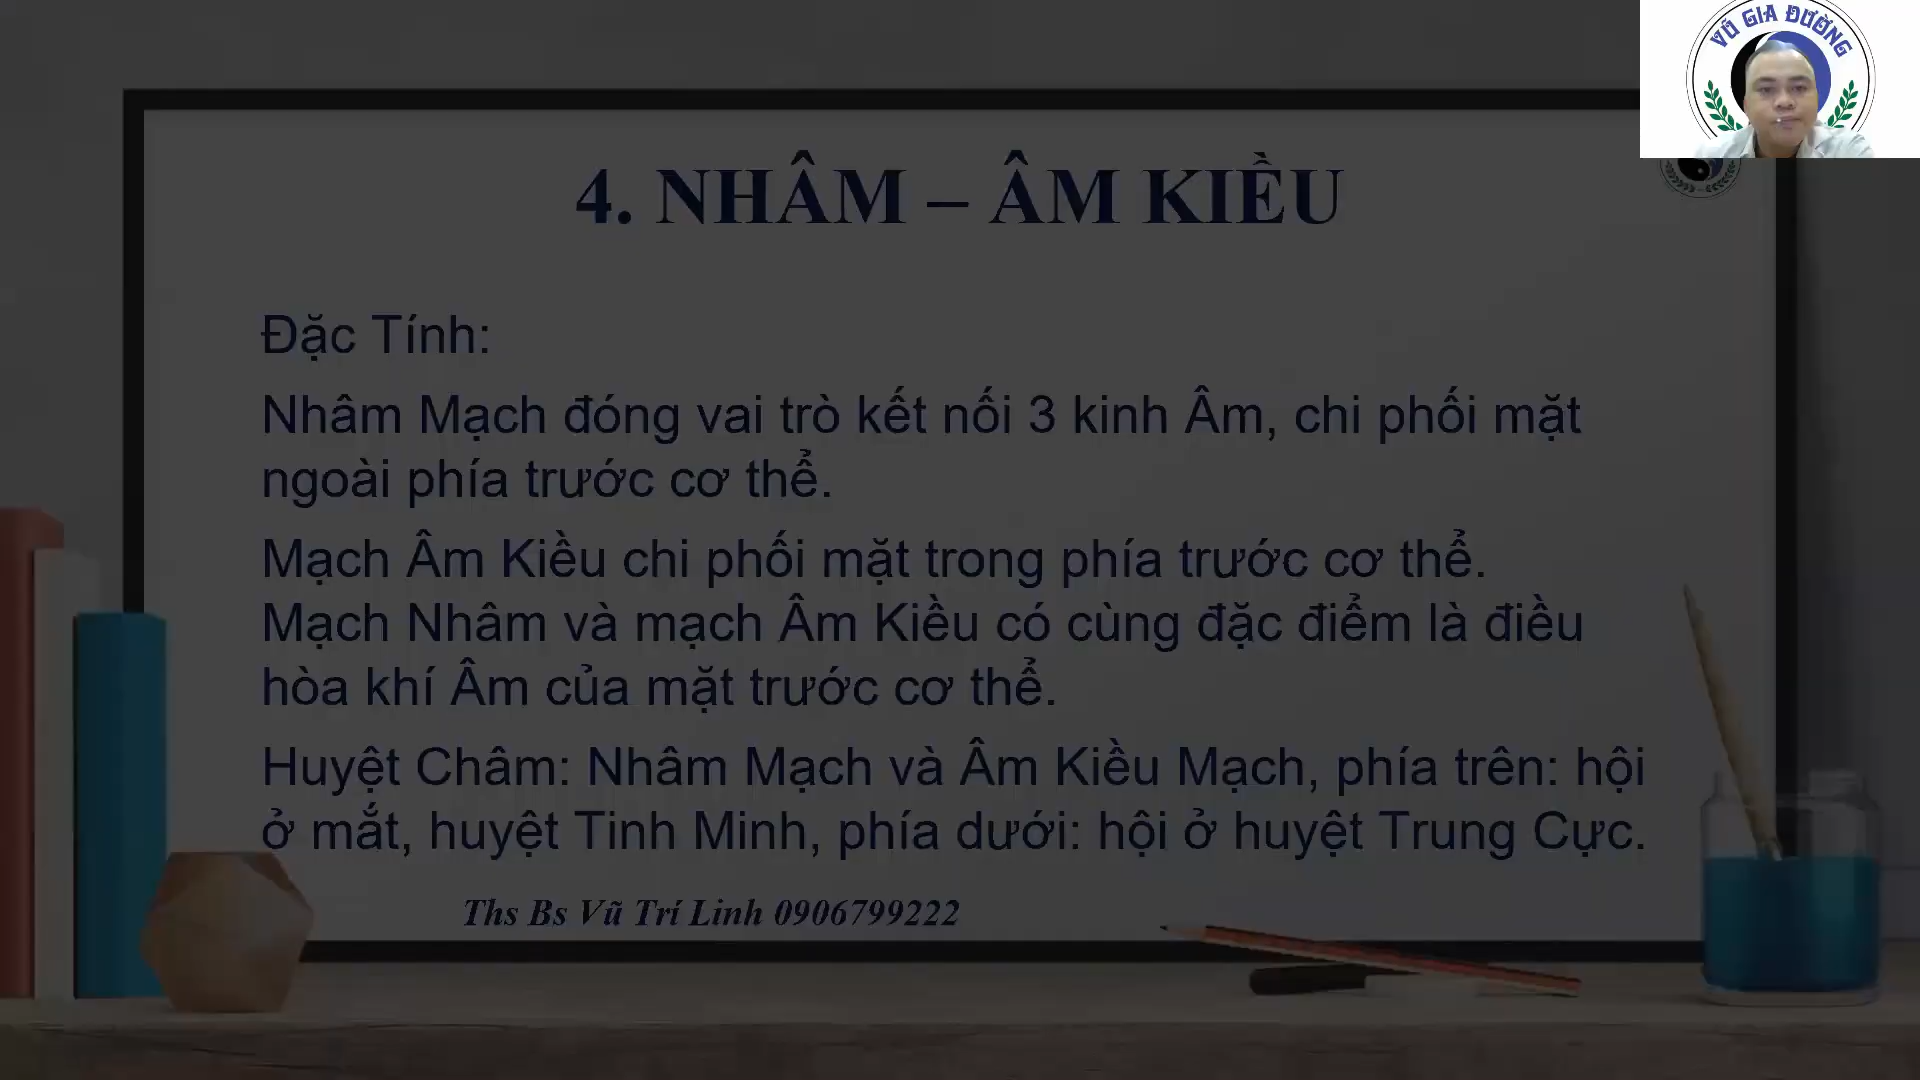 VŨ GIA ĐƯỜNG
4. NHÂM – ÂM KIỀU
Đặc Tính:
Nhâm Mạch đóng vai trò kết nối 3 kinh Âm, chi phối mặt
ngoài phía trước cơ thể.
Mạch Âm Kiều chi phối mặt trong phía trước cơ thể.
Mạch Nhâm và mạch Âm Kiều có cùng đặc điểm là điều
hòa khí Âm của mặt trước cơ thể.
Huyệt Châm: Nhâm Mạch và Âm Kiều Mạch, phía trên: hội
ở mắt, huyệt Tinh Minh, phía dưới: hội ở huyệt Trung Cực.
Ths Bs Vũ Trí Linh 0906799222